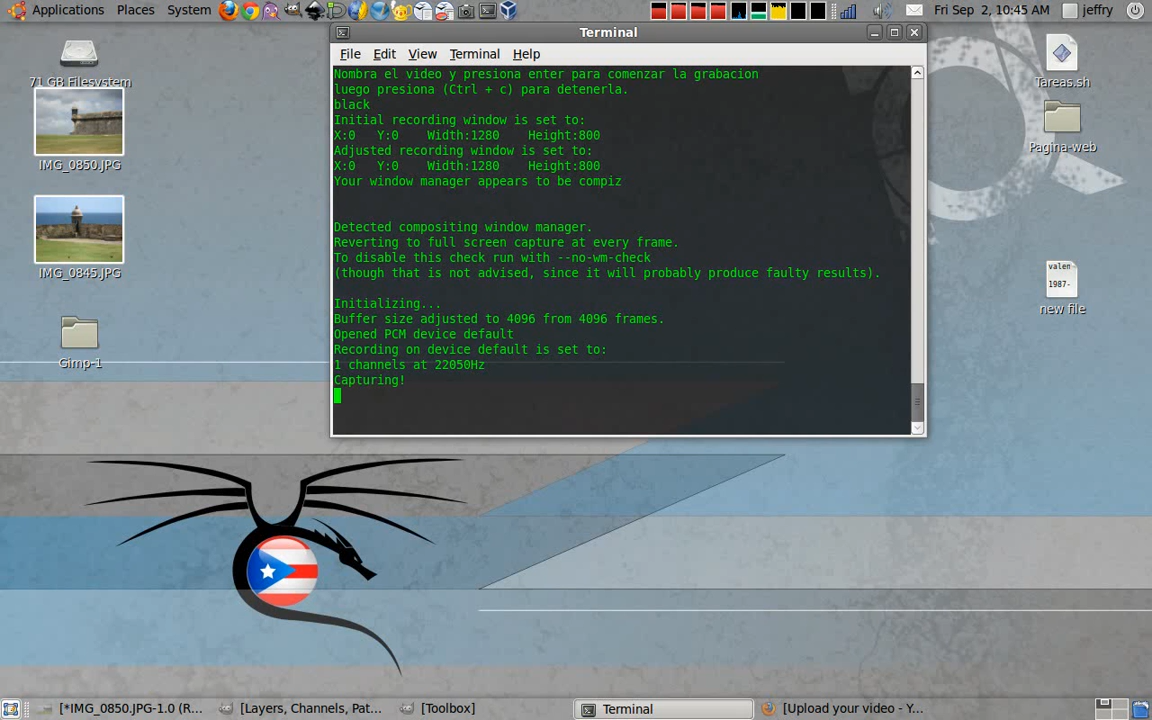 Applications Places System
Fri Sep 2, 10:45 AM jeffry
Terminal
File Edit View Terminal Help
Nombra el video y presiona enter para comenzar la grabacion
luego presiona (Ctrl + c) para detenerla.
black
Initial recording window is set to:
X:0 Y:0 Width:1280 Height:800
Adjusted recording window is set to:
X:0 Y:0 Width:1280 Height:800
Your window manager appears to be compiz
Detected compositing window manager.
Reverting to full screen capture at every frame.
To disable this check run with --no-wm-check
(though that is not advised, since it will probably produce faulty results).
Initializing...
Buffer size adjusted to 4096 from 4096 frames.
Opened PCM device default
Recording on device default is set to:
1 channels at 22050Hz
Capturing!
71 GB Filesystem
IMG_0850.JPG
IMG_0845.JPG
Gimp-1
Tareas.sh
Pagina-web
valen
1987-
new file
[*IMG_0850.JPG-1.0 (R... [Layers, Channels, Pat... [Toolbox] Terminal [Upload your video - Y...